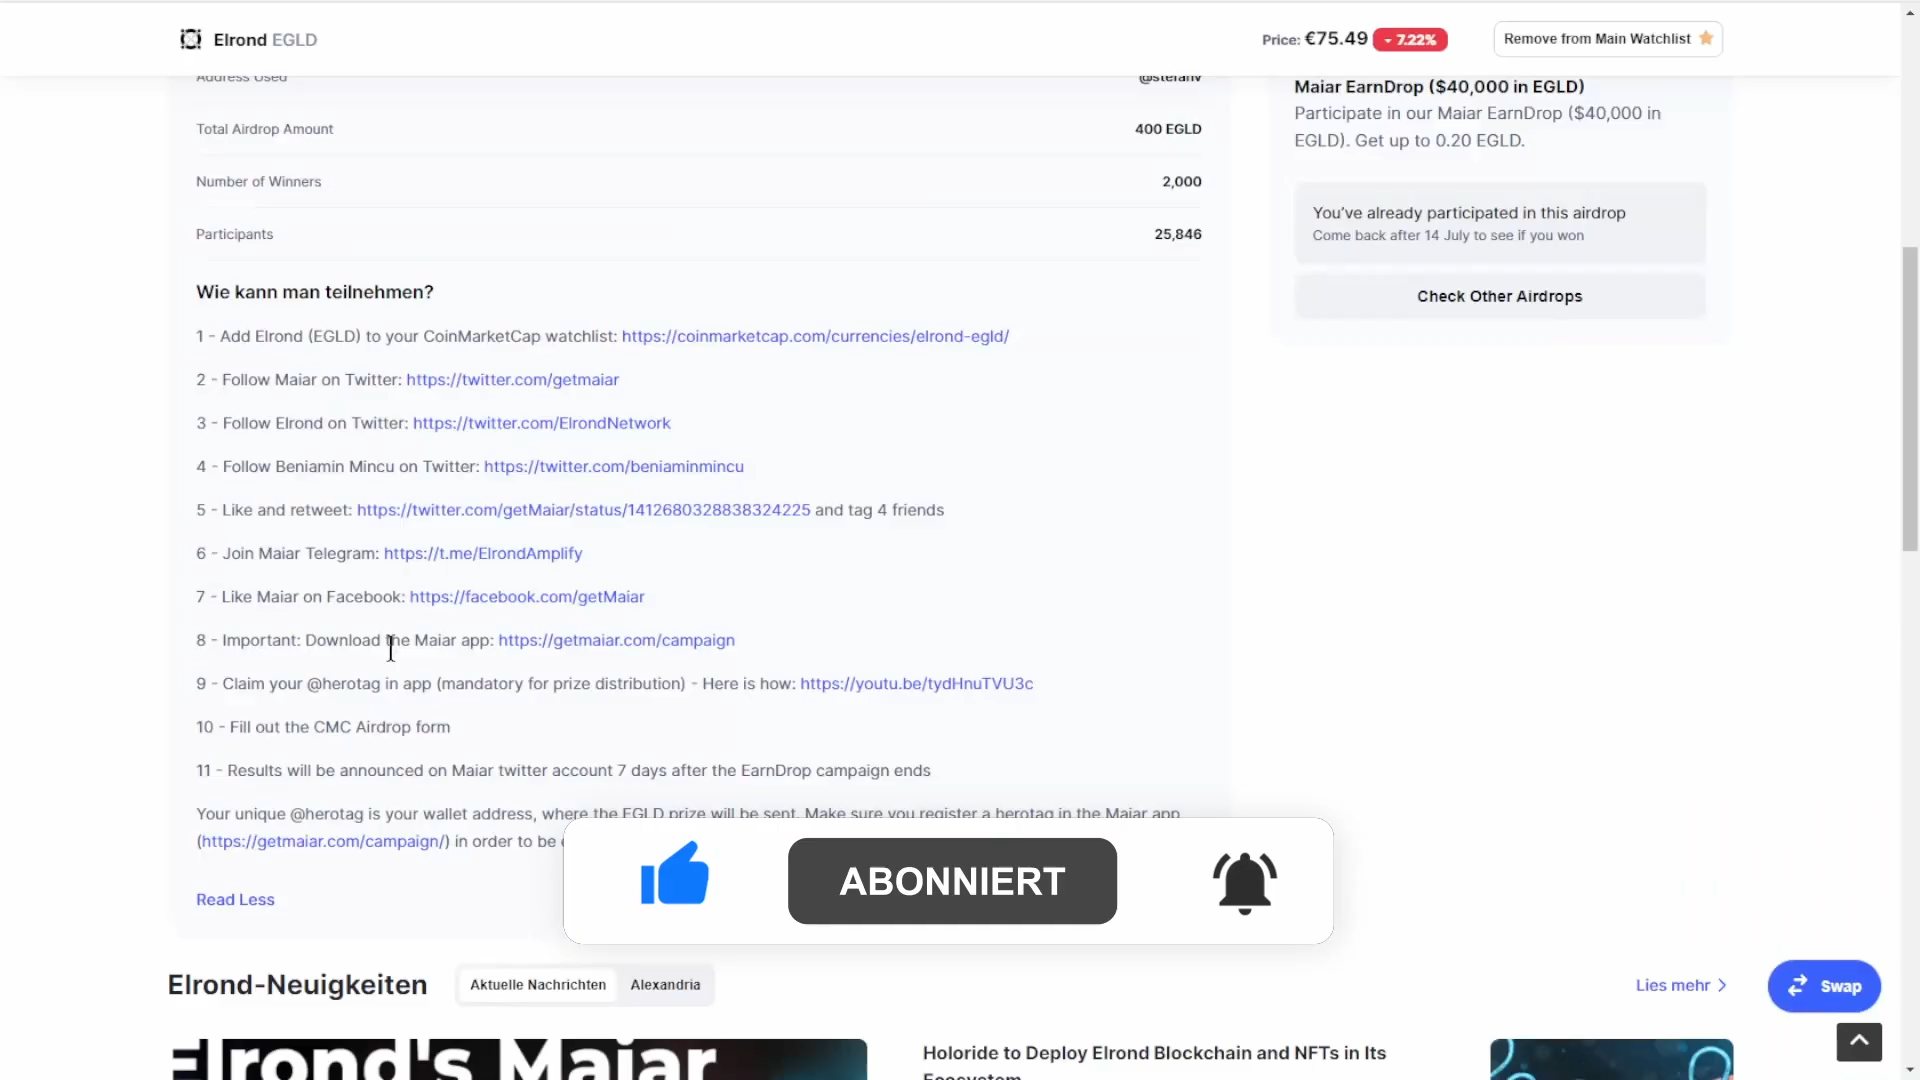 Elrond EGLD
Price: €75.49 7.22%
Remove from Main Watchlist
Address Used @stefanv
Total Airdrop Amount 400 EGLD
Number of Winners 2,000
Participants 25,846
Wie kann man teilnehmen?
1 - Add Elrond (EGLD) to your CoinMarketCap watchlist: https://coinmarketcap.com/currencies/elrond-egld/
2 - Follow Maiar on Twitter: https://twitter.com/getmaiar
3 - Follow Elrond on Twitter: https://twitter.com/ElrondNetwork
4 - Follow Beniamin Mincu on Twitter: https://twitter.com/beniaminmincu
5 - Like and retweet: https://twitter.com/getMaiar/status/1412680328838324225 and tag 4 friends
6 - Join Maiar Telegram: https://t.me/ElrondAmplify
7 - Like Maiar on Facebook: https://facebook.com/getMaiar
8 - Important: Download the Maiar app: https://getmaiar.com/campaign
9 - Claim your @herotag in app (mandatory for prize distribution) - Here is how: https://youtu.be/tydHnuTVU3c
10 - Fill out the CMC Airdrop form
11 - Results will be announced on Maiar twitter account 7 days after the EarnDrop campaign ends
Your unique @herotag is your wallet address, where the EGLD prize will be sent. Make sure you register a herotag in the Maiar app
(https://getmaiar.com/campaign/) in order to be
Read Less
Maiar EarnDrop ($40,000 in EGLD)
Participate in our Maiar EarnDrop ($40,000 in
EGLD). Get up to 0.20 EGLD.
You've already participated in this airdrop
Come back after 14 July to see if you won
Check Other Airdrops
ABONNIERT
Elrond-Neuigkeiten
Aktuelle Nachrichten
Alexandria
Lies mehr
Swap
Elrond's Maiar
Holoride to Deploy Elrond Blockchain and NFTs in Its
Ecosystem